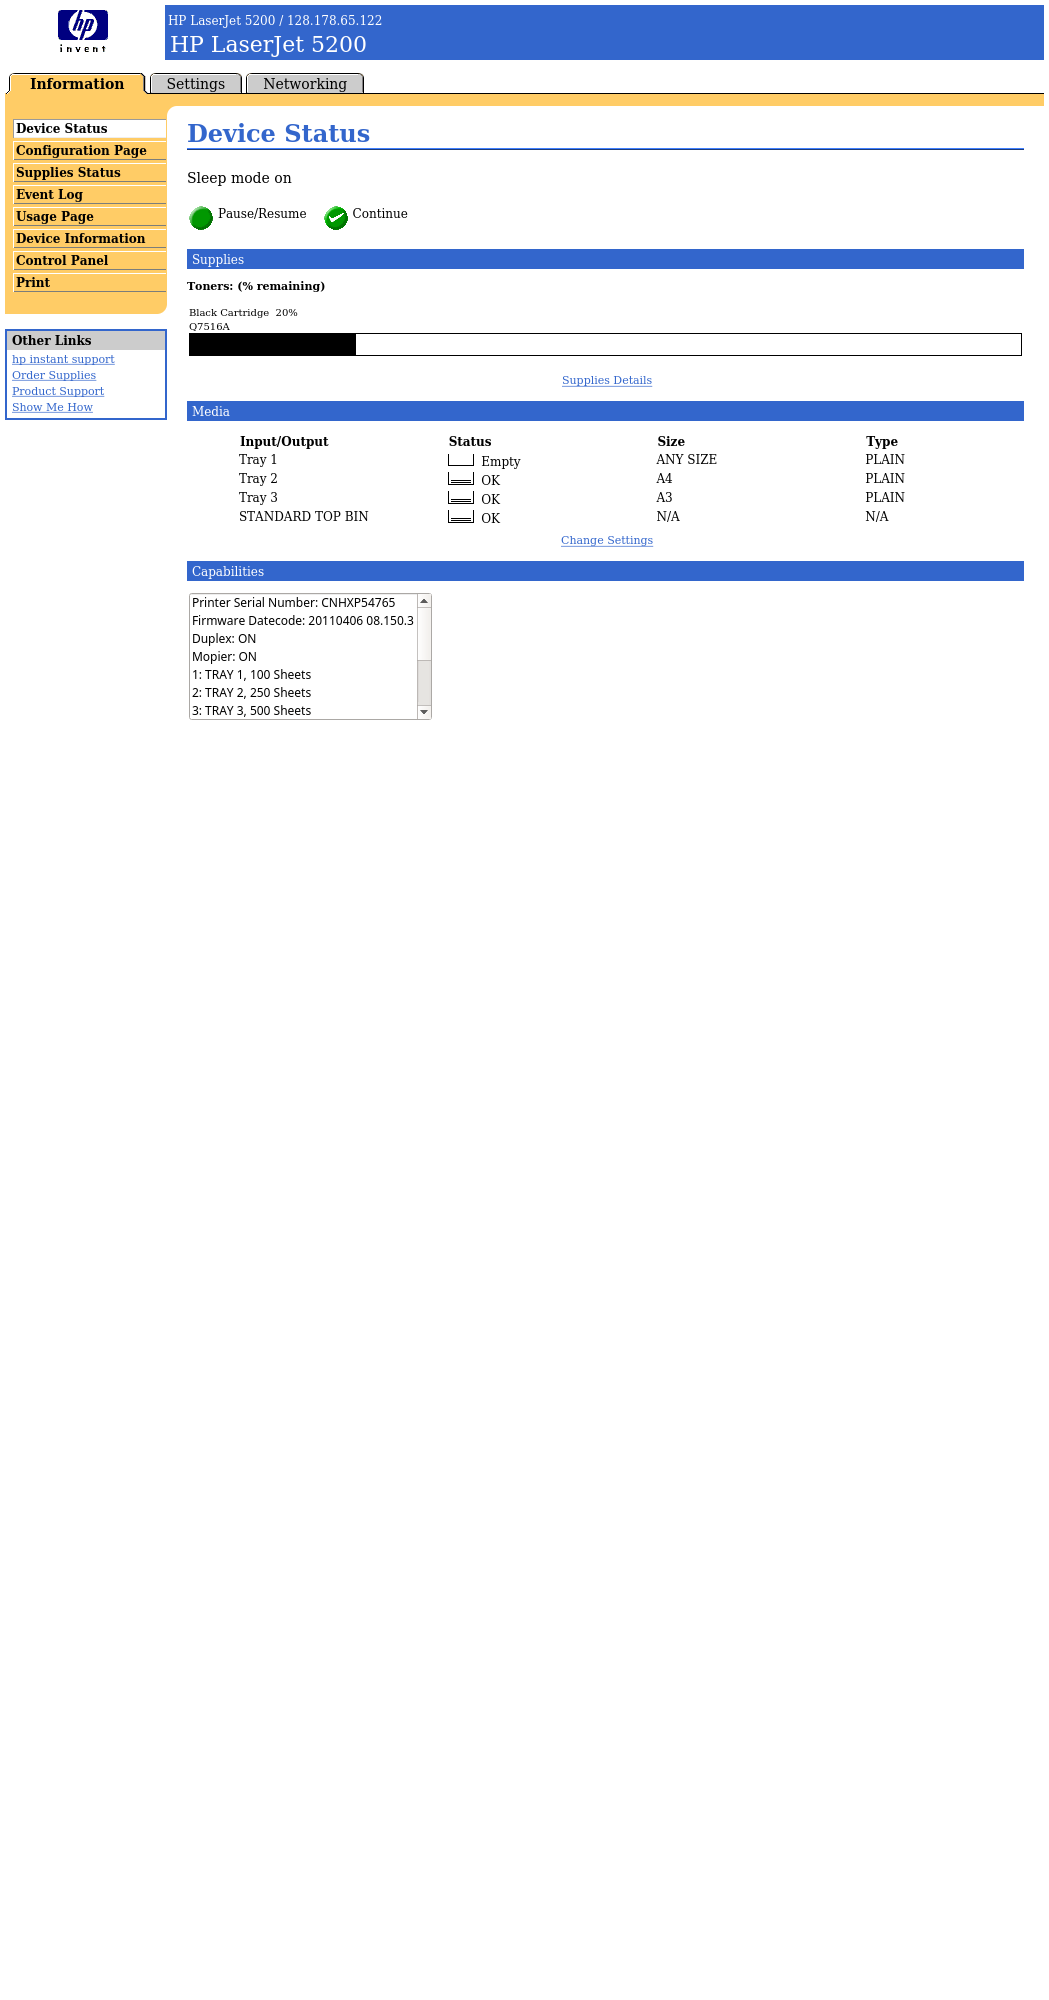 hp
invent
HP LaserJet 5200 / 128.178.65.122
HP LaserJet 5200
Information
Settings
Networking
Device Status
Configuration Page
Supplies Status
Event Log
Usage Page
Device Information
Control Panel
Print
Other Links
hp instant support
Order Supplies
Product Support
Show Me How
Device Status
Sleep mode on
Pause/Resume
Continue
Supplies
Toners: (% remaining)
Black Cartridge 20%
Q7516A
Supplies Details
Media
Input/Output Status Size Type
Tray 1 Empty ANY SIZE PLAIN
Tray 2 OK A4 PLAIN
Tray 3 OK A3 PLAIN
STANDARD TOP BIN OK N/A N/A
Change Settings
Capabilities
Printer Serial Number: CNHXP54765
Firmware Datecode: 20110406 08.150.3
Duplex: ON
Mopier: ON
1: TRAY 1, 100 Sheets
2: TRAY 2, 250 Sheets
3: TRAY 3, 500 Sheets